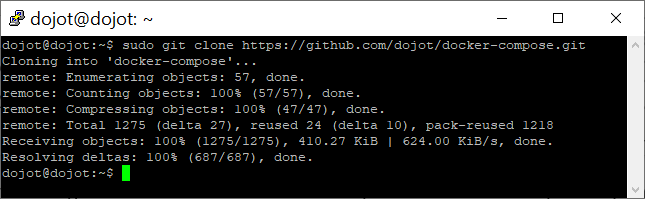 dojot@dojot: ~
dojot@dojot:~$ sudo git clone https://github.com/dojot/docker-compose.git
Cloning into 'docker-compose'...
remote: Enumerating objects: 57, done.
remote: Counting objects: 100% (57/57), done.
remote: Compressing objects: 100% (47/47), done.
remote: Total 1275 (delta 27), reused 24 (delta 10), pack-reused 1218
Receiving objects: 100% (1275/1275), 410.27 KiB | 624.00 KiB/s, done.
Resolving deltas: 100% (687/687), done.
dojot@dojot:~$